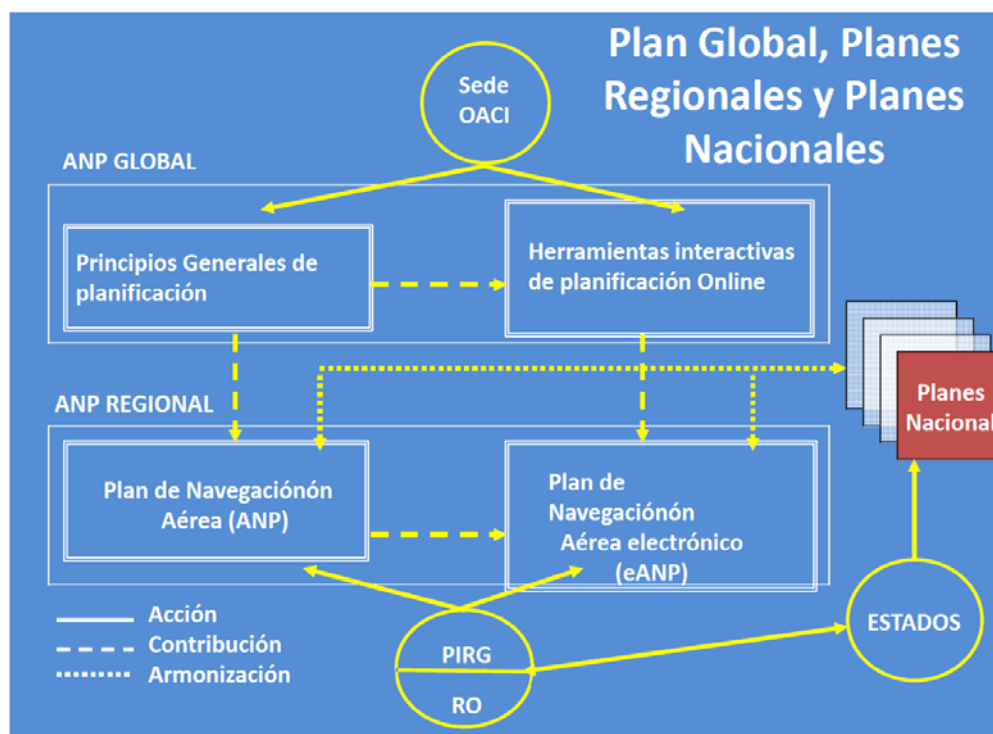 Plan Global, Planes
Regionales y Planes
Nacionales
Sede
OACI
ANP GLOBAL
Principios Generales de
planificación
Herramientas interactivas
de planificación Online
Planes
Nacional
ANP REGIONAL
Plan de Navegaciónón
Aérea (ANP)
Plan de
Navegaciónón
Aérea electrónico
(eANP)
Acción
Contribución
Armonización
PIRG
RO
ESTADOS